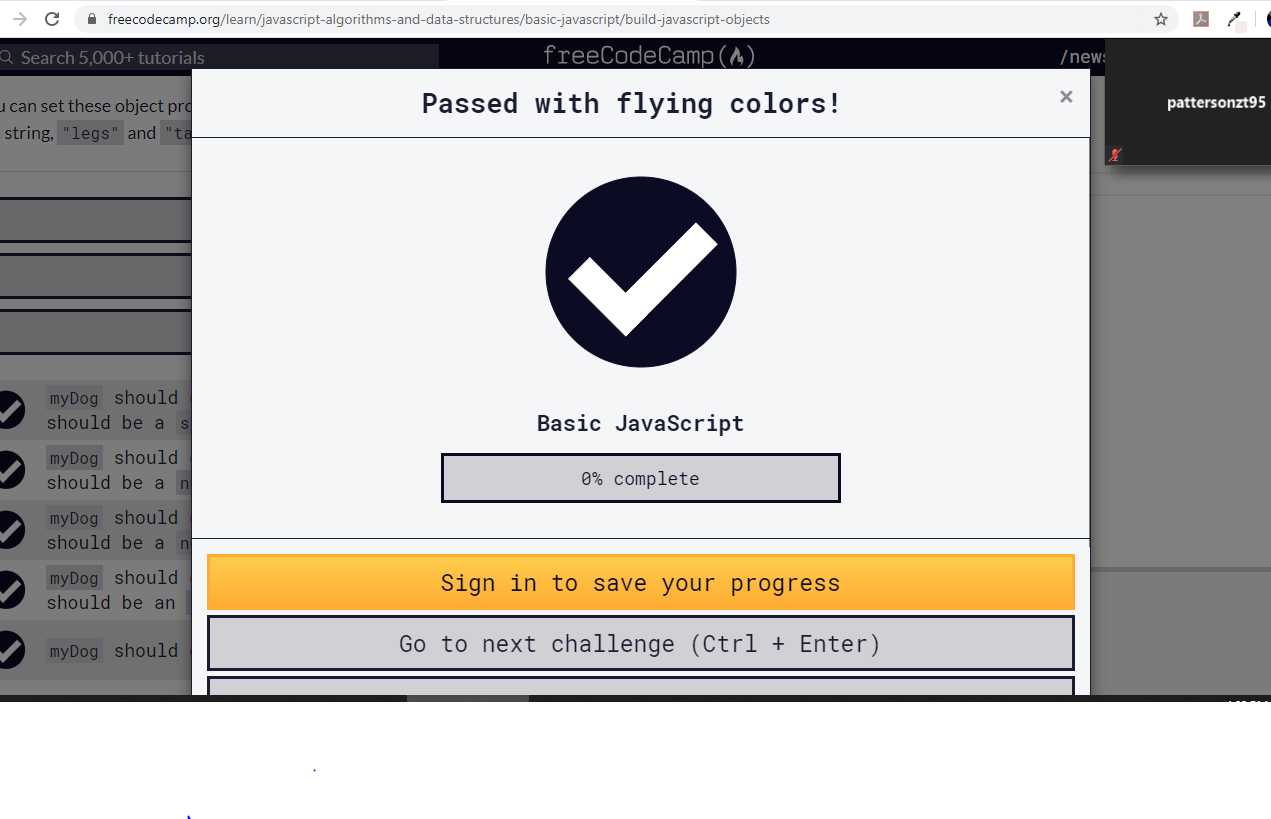 freecodecamp.org/learn/javascript-algorithms-and-data-structures/basic-javascript/build-javascript-objects
Search 5,000+ tutorials
freeCodeCamp
/news
pattersonzt95
Passed with flying colors!
×
u can set these object pro
string, "legs" and "ta
Basic JavaScript
0% complete
myDog should
should be a s
myDog should
should be a n
myDog should
should be a n
myDog should
should be an
myDog should
Sign in to save your progress
Go to next challenge (Ctrl + Enter)